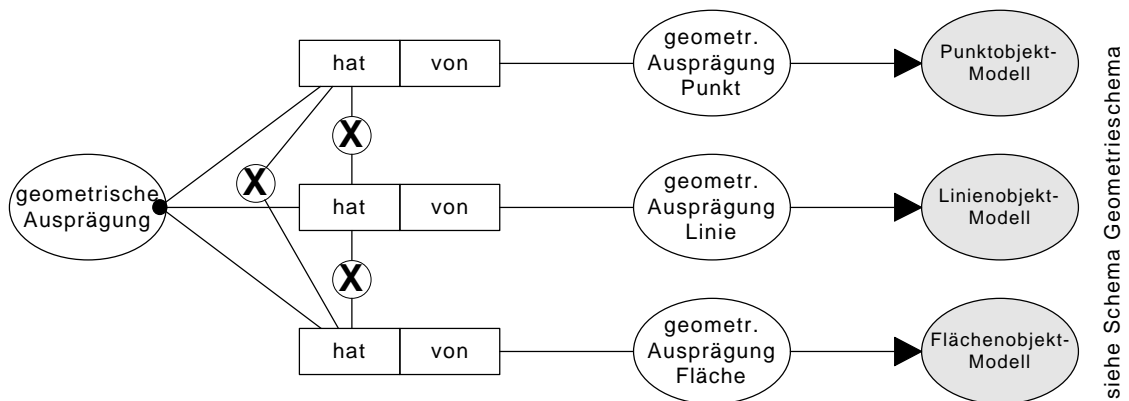 geometrische
Ausprägung
hat von
geometr.
Ausprägung
Punkt
Punktobjekt-
Modell
X
X
hat von
geometr.
Ausprägung
Linie
Linienobjekt-
Modell
X
hat von
geometr.
Ausprägung
Fläche
Flächenobjekt-
Modell
siehe Schema Geometrieschema